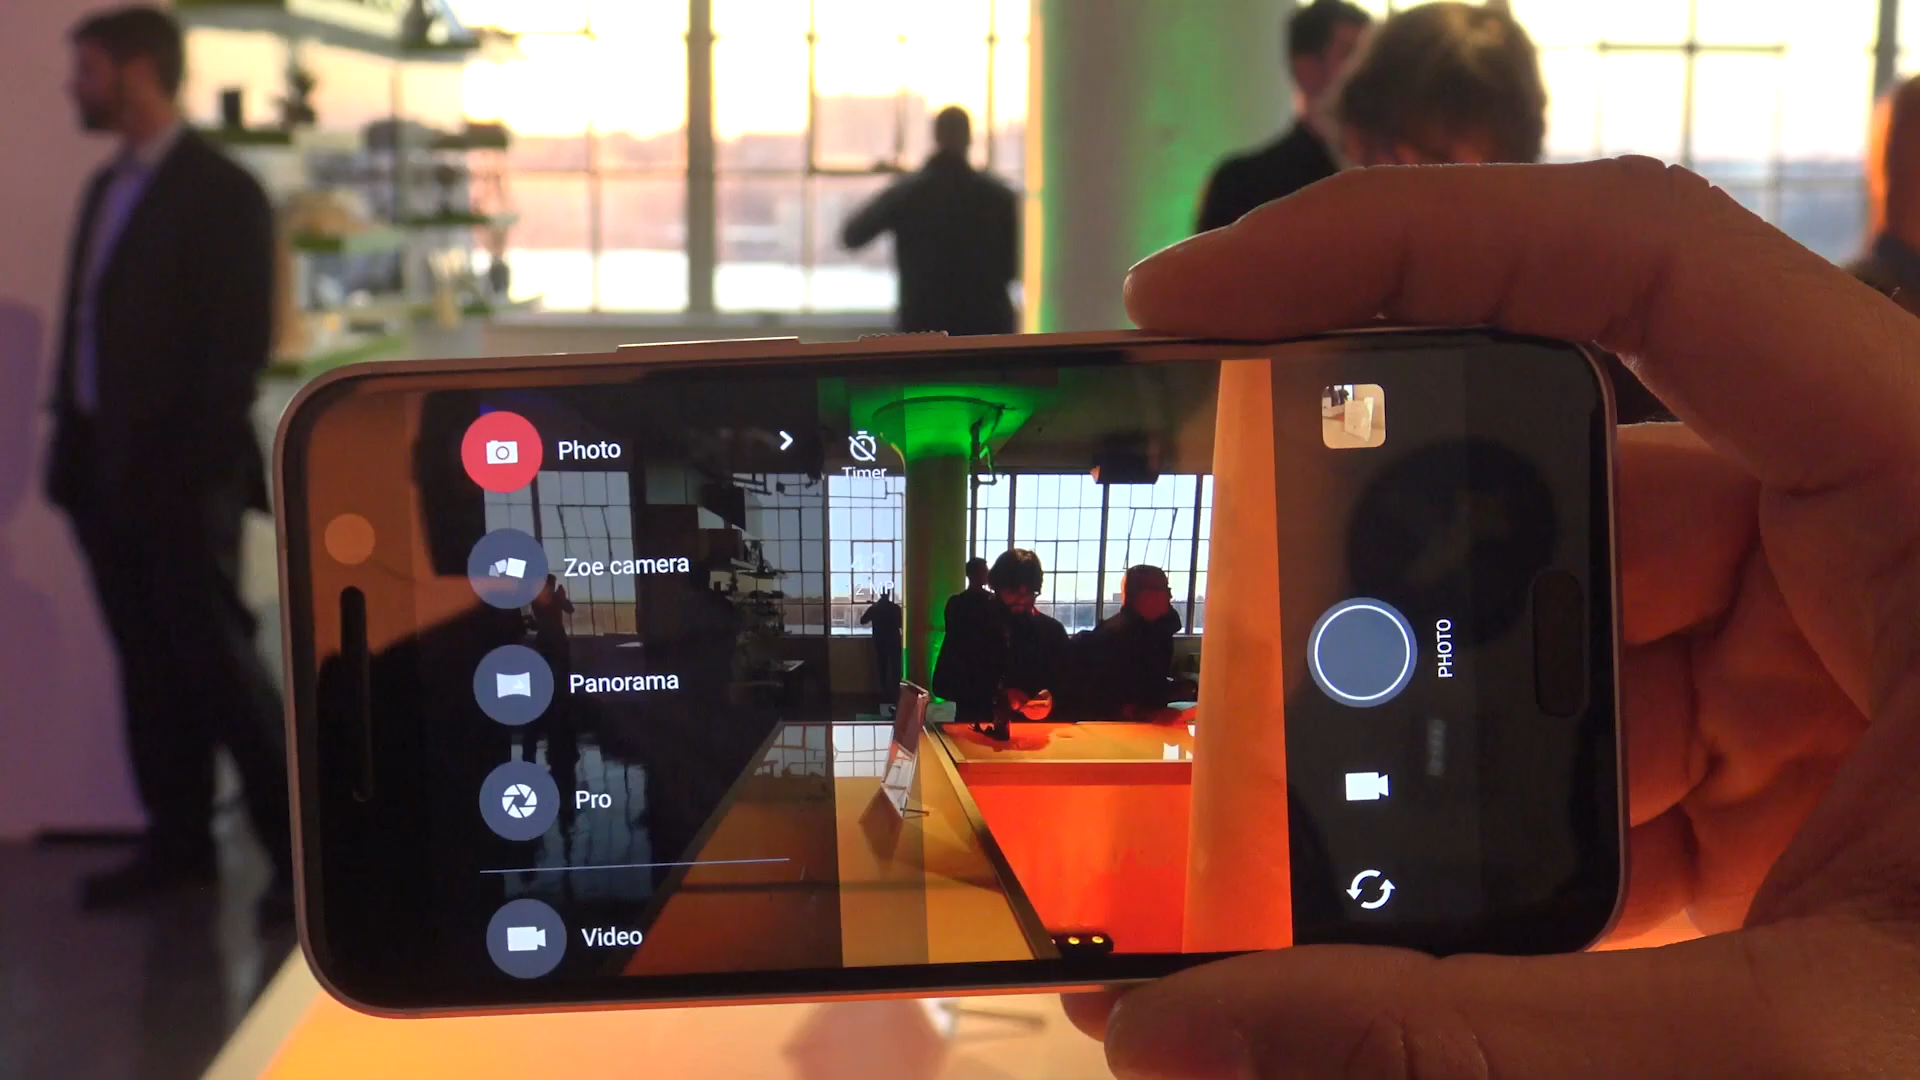 Photo
Timer
Zoe camera
Panorama
Pro
Video
PHOTO